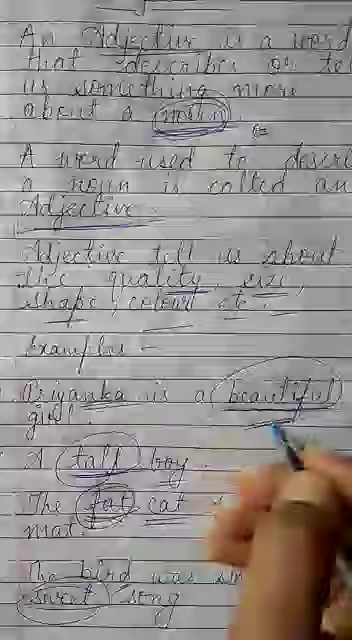 An Adjective is a word
that describes or
us something more
about a noun.
A word used to
a noun is called an
Adjective.
Adjective tell us about
the quality, size,
shape, colour etc.
Examples -
Priyanka is a beautiful
girl.
A tall boy.
The fat cat
mat.
The bird was
sweet song